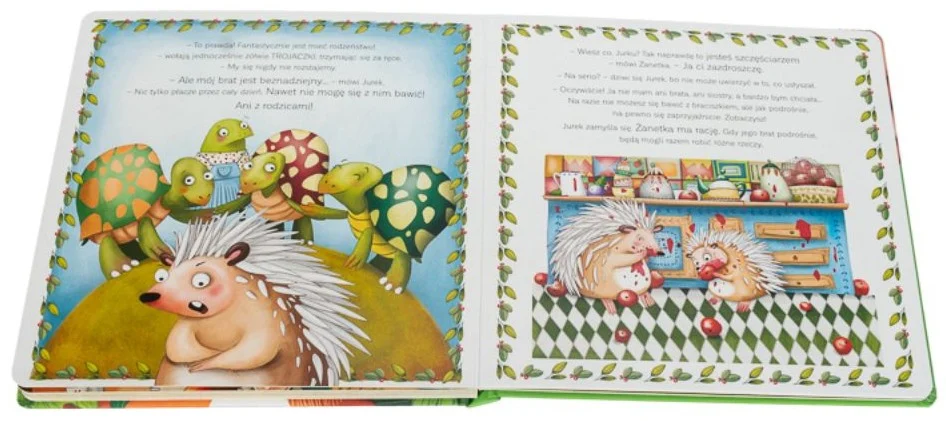 – To prawda! Fantastycznie jest mieć rodzeństwo!
– wołają jednocześnie żółwie TROJACZKI, trzymając się za ręce.
– My się nigdy nie rozstajemy.
– Ale mój brat jest beznadziejny... – mówi Jurek.
– Nic tylko płacze przez cały dzień. Nawet nie mogę się z nim bawić!
Ani z rodzicami!
– Wiesz co, Jurku? Tak naprawdę to jesteś szczęściarzem
– mówi Żanetka. – Ja ci zazdroszczę.
– Na serio? – dziwi się Jurek, bo nie może uwierzyć w to, co usłyszał.
– Oczywiście! Ja nie mam ani brata, ani siostry, a bardzo bym chciała...
Na razie nie możesz się bawić z braciszkiem, ale jak podrośnie,
na pewno się zaprzyjaźnicie. Zobaczysz!
Jurek zamyśla się. Żanetka ma rację. Gdy jego brat podrośnie,
będą mogli razem robić różne rzeczy.